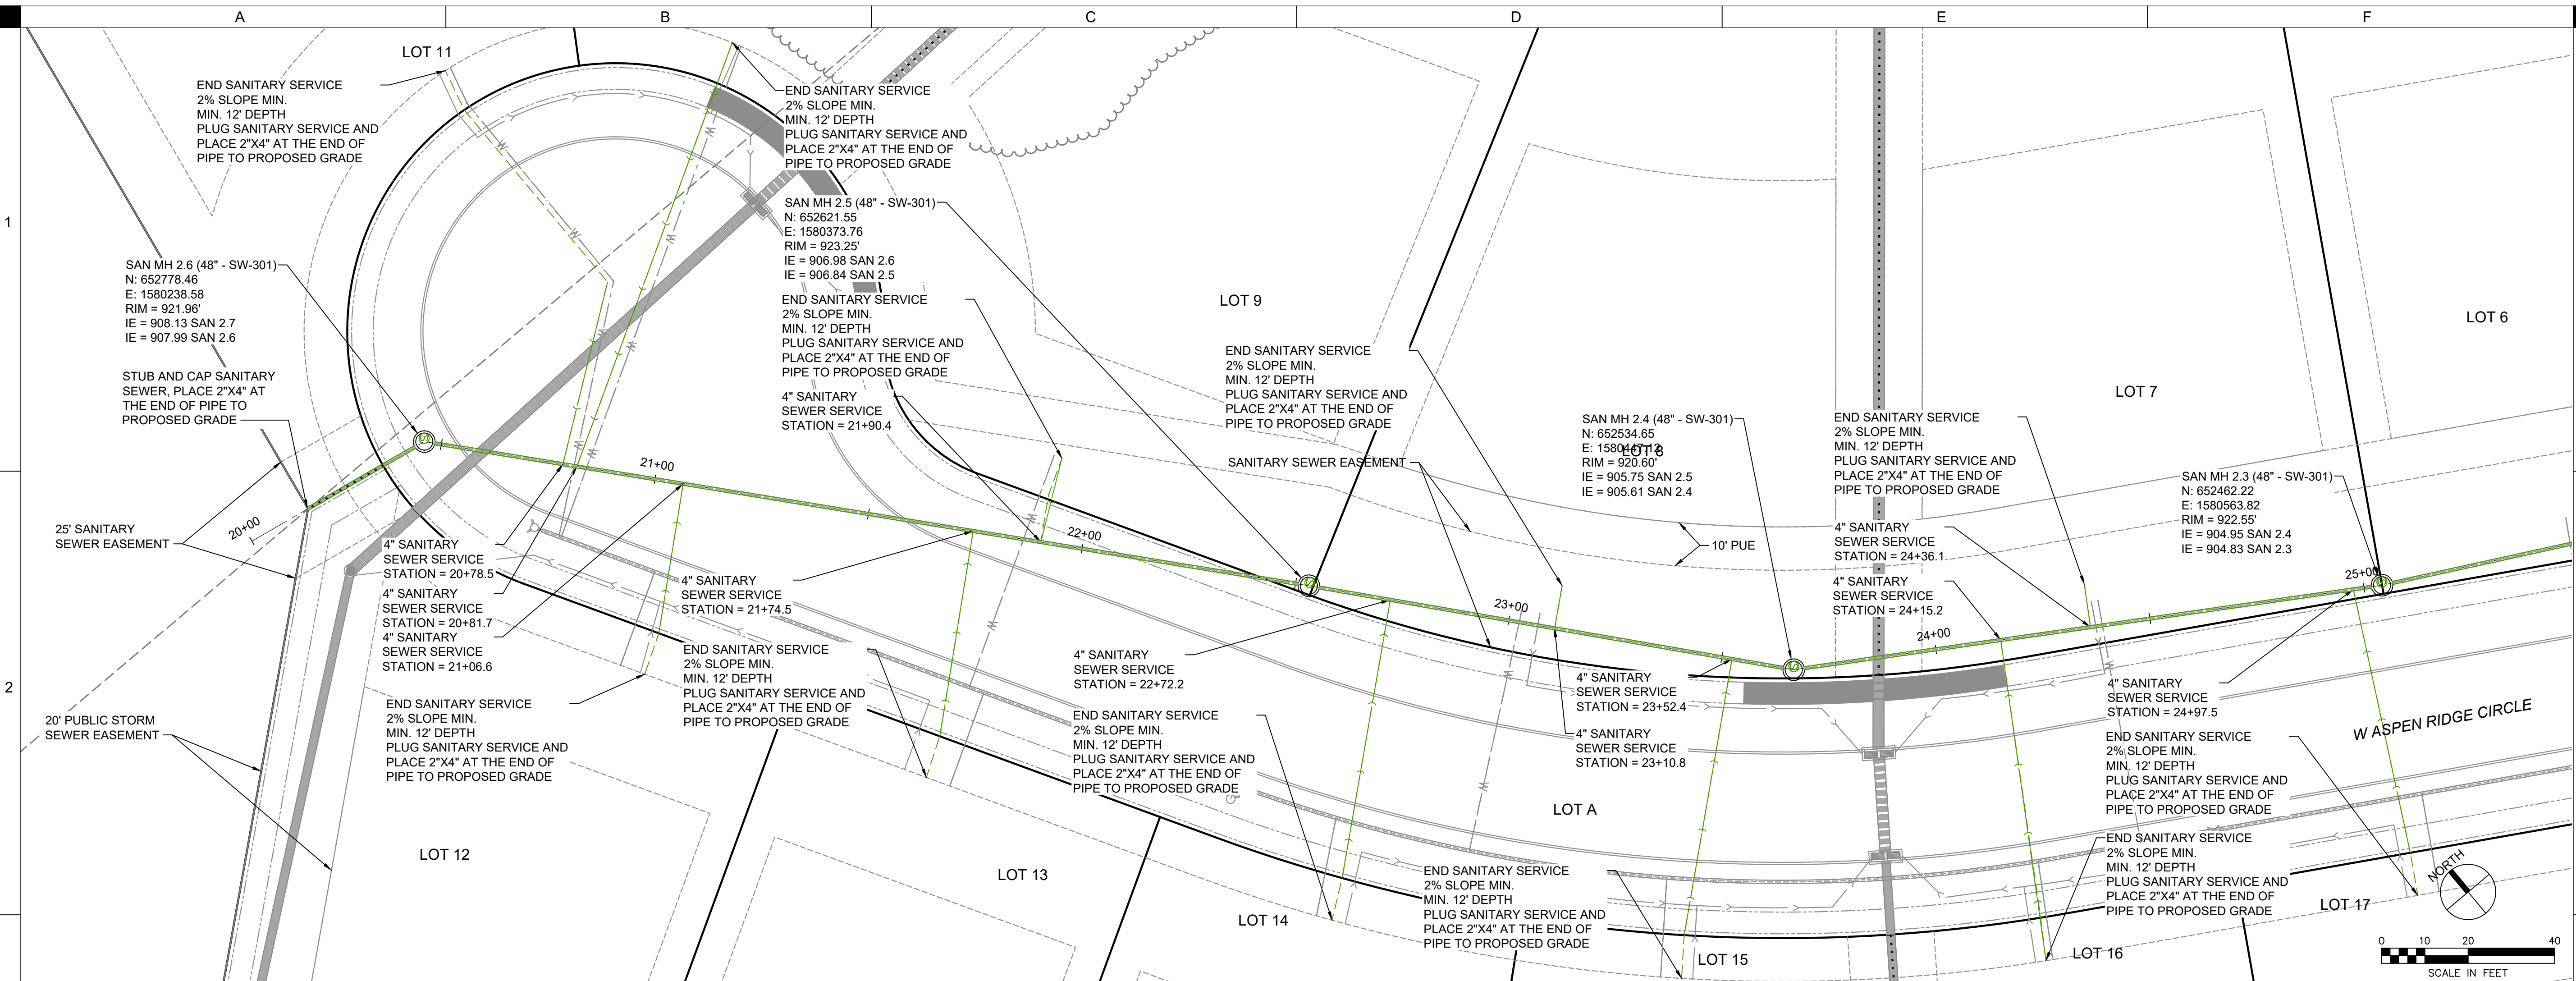 A
B
C
D
E
F
1
2
LOT 11
END SANITARY SERVICE
2% SLOPE MIN.
MIN. 12' DEPTH
PLUG SANITARY SERVICE AND
PLACE 2"X4" AT THE END OF
PIPE TO PROPOSED GRADE
END SANITARY SERVICE
2% SLOPE MIN.
MIN. 12' DEPTH
PLUG SANITARY SERVICE AND
PLACE 2"X4" AT THE END OF
PIPE TO PROPOSED GRADE
SAN MH 2.5 (48" - SW-301)
N: 652621.55
E: 1580373.76
RIM = 923.25'
IE = 906.98 SAN 2.6
IE = 906.84 SAN 2.5
SAN MH 2.6 (48" - SW-301)
N: 652778.46
E: 1580238.58
RIM = 921.96'
IE = 908.13 SAN 2.7
IE = 907.99 SAN 2.6
STUB AND CAP SANITARY
SEWER, PLACE 2"X4" AT
THE END OF PIPE TO
PROPOSED GRADE
END SANITARY SERVICE
2% SLOPE MIN.
MIN. 12' DEPTH
PLUG SANITARY SERVICE AND
PLACE 2"X4" AT THE END OF
PIPE TO PROPOSED GRADE
4" SANITARY
SEWER SERVICE
STATION = 21+90.4
LOT 9
END SANITARY SERVICE
2% SLOPE MIN.
MIN. 12' DEPTH
PLUG SANITARY SERVICE AND
PLACE 2"X4" AT THE END OF
PIPE TO PROPOSED GRADE
SANITARY SEWER EASEMENT
SAN MH 2.4 (48" - SW-301)
N: 652534.65
E: 1580447.12
RIM = 920.60'
IE = 905.75 SAN 2.5
IE = 905.61 SAN 2.4
LOT 8
END SANITARY SERVICE
2% SLOPE MIN.
MIN. 12' DEPTH
PLUG SANITARY SERVICE AND
PLACE 2"X4" AT THE END OF
PIPE TO PROPOSED GRADE
LOT 7
LOT 6
SAN MH 2.3 (48" - SW-301)
N: 652462.22
E: 1580563.82
RIM = 922.55'
IE = 904.95 SAN 2.4
IE = 904.83 SAN 2.3
4" SANITARY
SEWER SERVICE
STATION = 24+36.1
4" SANITARY
SEWER SERVICE
STATION = 24+15.2
10' PUE
20+00
21+00
22+00
23+00
24+00
25+00
25' SANITARY
SEWER EASEMENT
4" SANITARY
SEWER SERVICE
STATION = 20+78.5
4" SANITARY
SEWER SERVICE
STATION = 20+81.7
4" SANITARY
SEWER SERVICE
STATION = 21+06.6
4" SANITARY
SEWER SERVICE
STATION = 21+74.5
END SANITARY SERVICE
2% SLOPE MIN.
MIN. 12' DEPTH
PLUG SANITARY SERVICE AND
PLACE 2"X4" AT THE END OF
PIPE TO PROPOSED GRADE
END SANITARY SERVICE
2% SLOPE MIN.
MIN. 12' DEPTH
PLUG SANITARY SERVICE AND
PLACE 2"X4" AT THE END OF
PIPE TO PROPOSED GRADE
20' PUBLIC STORM
SEWER EASEMENT
LOT 12
LOT 13
4" SANITARY
SEWER SERVICE
STATION = 22+72.2
END SANITARY SERVICE
2% SLOPE MIN.
MIN. 12' DEPTH
PLUG SANITARY SERVICE AND
PLACE 2"X4" AT THE END OF
PIPE TO PROPOSED GRADE
LOT 14
4" SANITARY
SEWER SERVICE
STATION = 23+52.4
4" SANITARY
SEWER SERVICE
STATION = 23+10.8
LOT A
END SANITARY SERVICE
2% SLOPE MIN.
MIN. 12' DEPTH
PLUG SANITARY SERVICE AND
PLACE 2"X4" AT THE END OF
PIPE TO PROPOSED GRADE
LOT 15
4" SANITARY
SEWER SERVICE
STATION = 24+97.5
W ASPEN RIDGE CIRCLE
END SANITARY SERVICE
2% SLOPE MIN.
MIN. 12' DEPTH
PLUG SANITARY SERVICE AND
PLACE 2"X4" AT THE END OF
PIPE TO PROPOSED GRADE
END SANITARY SERVICE
2% SLOPE MIN.
MIN. 12' DEPTH
PLUG SANITARY SERVICE AND
PLACE 2"X4" AT THE END OF
PIPE TO PROPOSED GRADE
LOT 16
LOT 17
NORTH
0 10 20 40
SCALE IN FEET